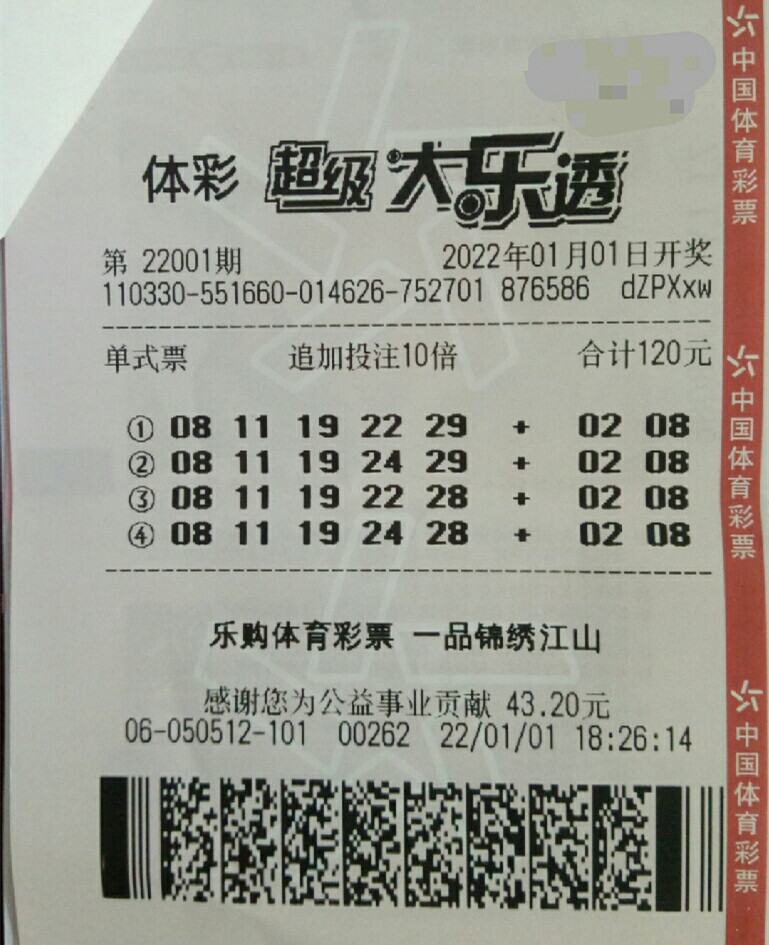 体彩 超级大乐透
第 22001期 2022年01月01日开奖
110330-551660-014626-752701 876586 dZPXxw
单式票 追加投注10倍 合计120元
① 08 11 19 22 29 + 02 08
② 08 11 19 24 29 + 02 08
③ 08 11 19 22 28 + 02 08
④ 08 11 19 24 28 + 02 08
乐购体育彩票 一品锦绣江山
感谢您为公益事业贡献 43.20元
06-050512-101 00262 22/01/01 18:26:14
中国体育彩票
中国体育彩票
中国体育彩票